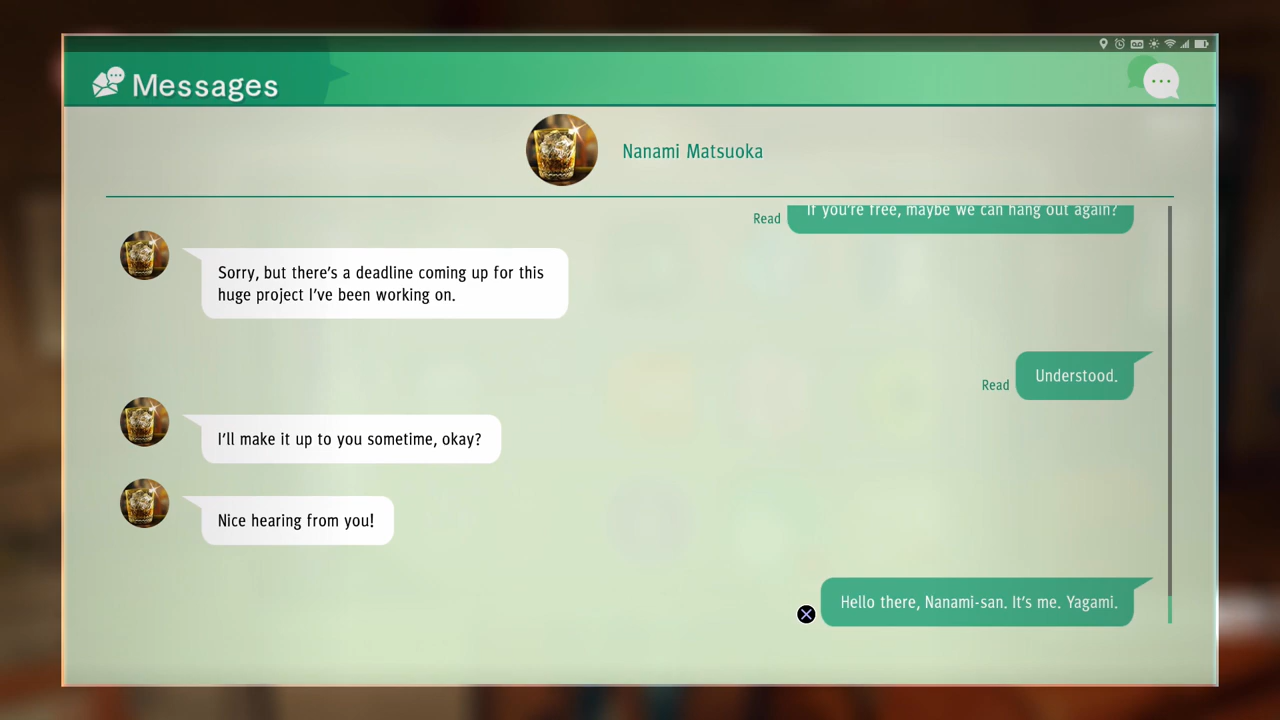 Messages
Nanami Matsuoka
If you're free, maybe we can hang out again?
Read
Sorry, but there's a deadline coming up for this
huge project I've been working on.
Understood.
Read
I'll make it up to you sometime, okay?
Nice hearing from you!
Hello there, Nanami-san. It's me. Yagami.